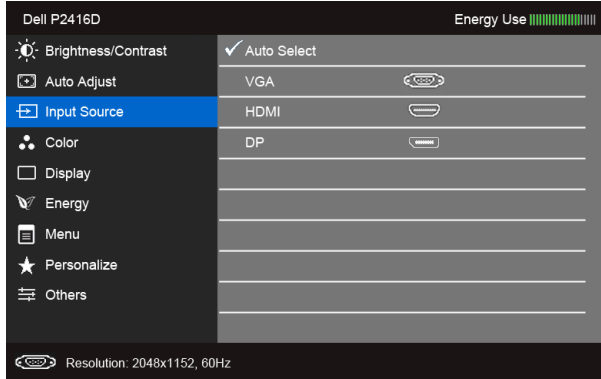 Dell P2416D Energy Use
Brightness/Contrast Auto Select
Auto Adjust VGA
Input Source HDMI
Color DP
Display
Energy
Menu
Personalize
Others
Resolution: 2048x1152, 60Hz